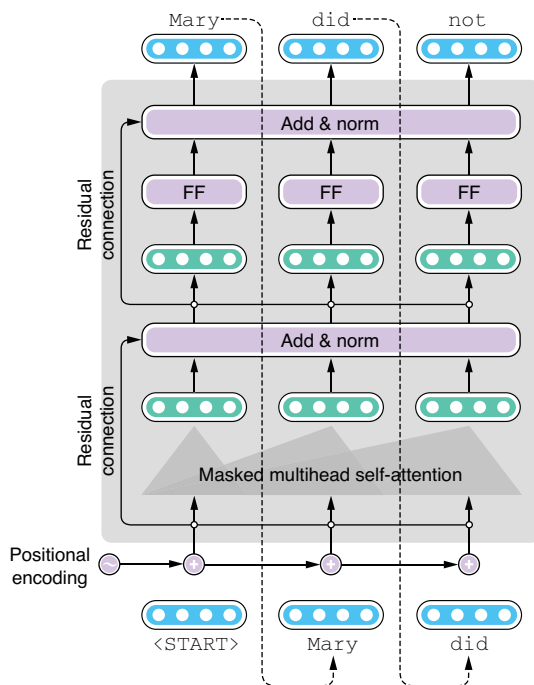 Mary did not
Add & norm
Residual
connection
FF FF FF
Add & norm
Residual
connection
Masked multihead self-attention
Positional
encoding
~ + + +
<START> Mary did